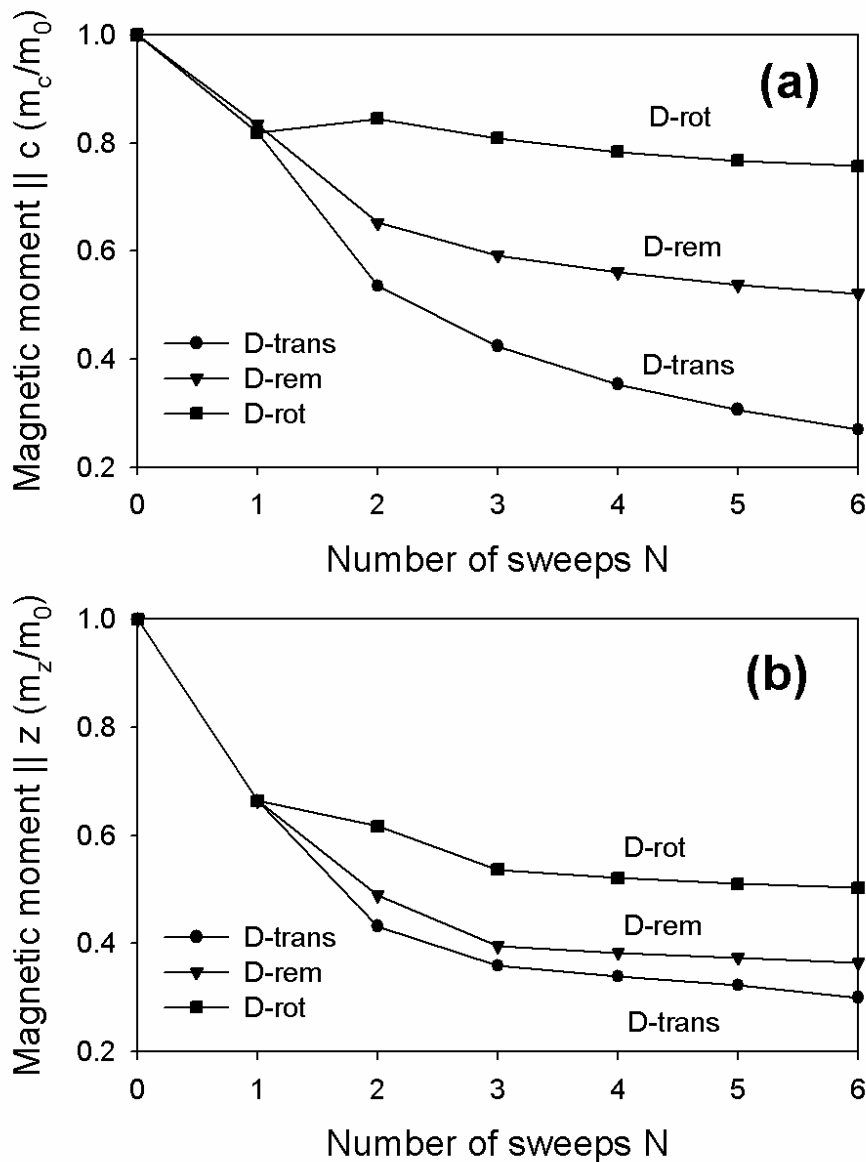 Magnetic moment || c (m_c/m_0)
1.0
0.8
0.6
0.4
0.2
(a)
D-rot
D-rem
D-trans
D-trans
D-rem
D-rot
0 1 2 3 4 5 6
Number of sweeps N
Magnetic moment || z (m_z/m_0)
1.0
0.8
0.6
0.4
0.2
(b)
D-rot
D-rem
D-trans
D-trans
D-rem
D-rot
0 1 2 3 4 5 6
Number of sweeps N